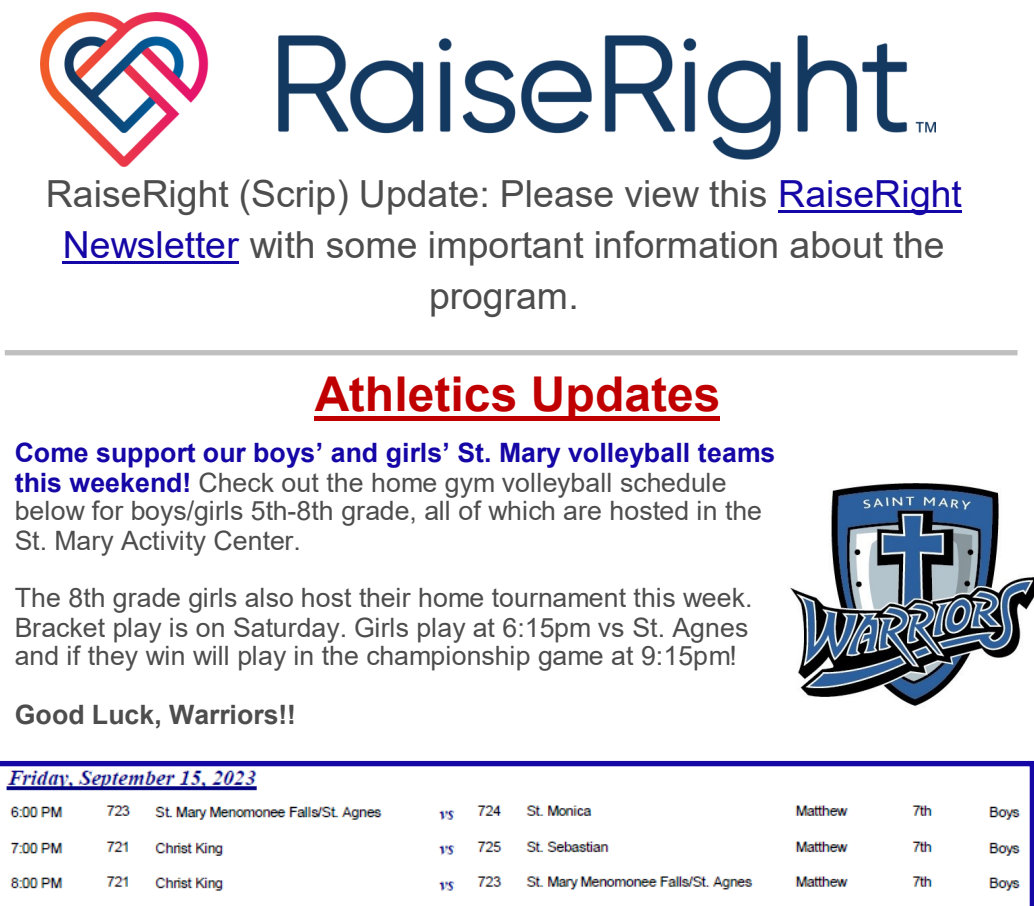 RaiseRight™
RaiseRight (Scrip) Update: Please view this RaiseRight
Newsletter with some important information about the
program.
Athletics Updates
Come support our boys’ and girls’ St. Mary volleyball teams
this weekend! Check out the home gym volleyball schedule
below for boys/girls 5th-8th grade, all of which are hosted in the
St. Mary Activity Center.
The 8th grade girls also host their home tournament this week.
Bracket play is on Saturday. Girls play at 6:15pm vs St. Agnes
and if they win will play in the championship game at 9:15pm!
Good Luck, Warriors!!
SAINT MARY
WARRIORS
Friday, September 15, 2023
6:00 PM 723 St. Mary Menomonee Falls/St. Agnes vs 724 St. Monica Matthew 7th Boys
7:00 PM 721 Christ King vs 725 St. Sebastian Matthew 7th Boys
8:00 PM 721 Christ King vs 723 St. Mary Menomonee Falls/St. Agnes Matthew 7th Boys